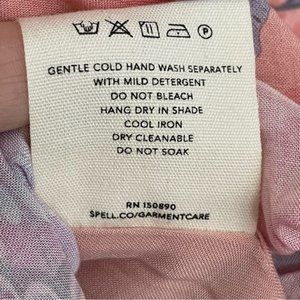 P
GENTLE COLD HAND WASH SEPARATELY
WITH MILD DETERGENT
DO NOT BLEACH
HANG DRY IN SHADE
COOL IRON
DRY CLEANABLE
DO NOT SOAK
RN 150890
SPELL.CO/GARMENTCARE